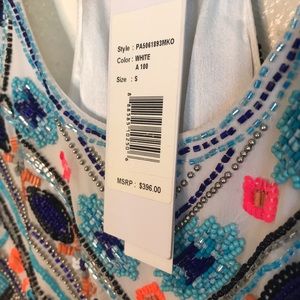 Style : PA5061893MKO
Color : WHITE
A 100
Size : S
MSRP : $396.00